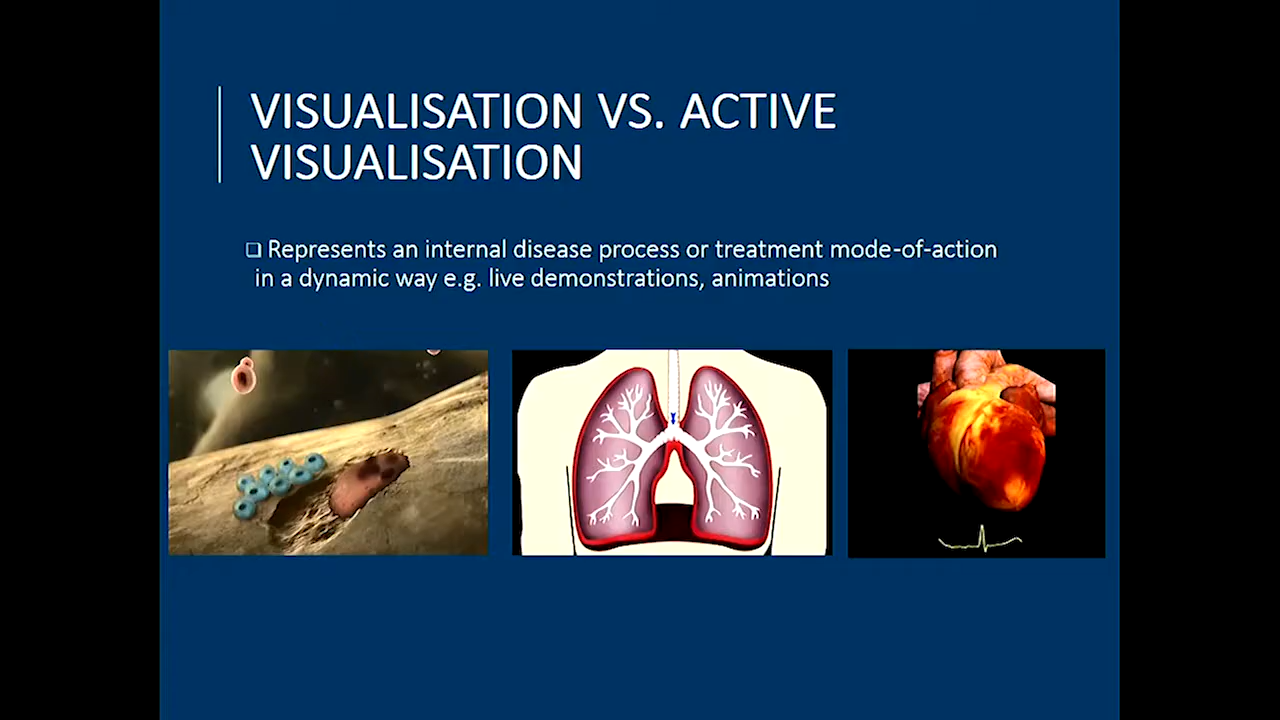 VISUALISATION VS. ACTIVE
VISUALISATION
❑ Represents an internal disease process or treatment mode-of-action
in a dynamic way e.g. live demonstrations, animations